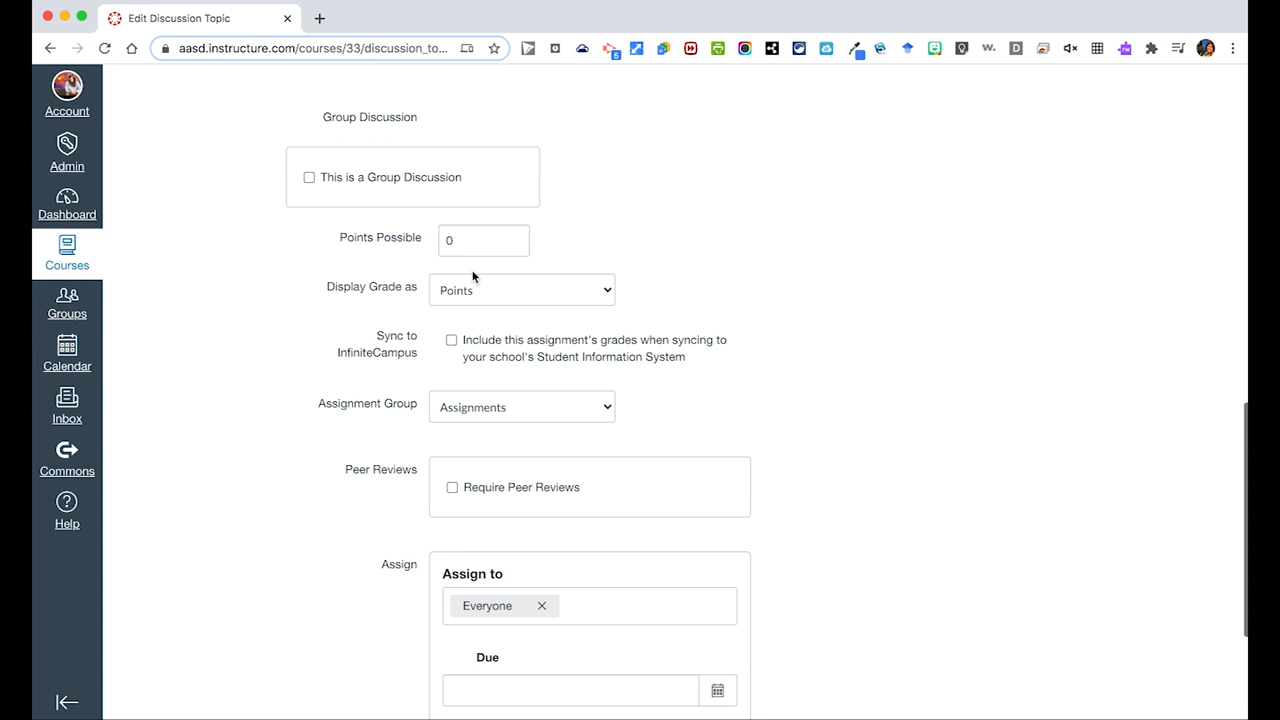 Edit Discussion Topic
aasd.instructure.com/courses/33/discussion_to...
5
w.
D
Account
Admin
Dashboard
Courses
Groups
Calendar
Inbox
Commons
Help
Group Discussion
This is a Group Discussion
Points Possible
0
Display Grade as
Points
Sync to
InfiniteCampus
Include this assignment's grades when syncing to
your school's Student Information System
Assignment Group
Assignments
Peer Reviews
Require Peer Reviews
Assign
Assign to
Everyone
Due